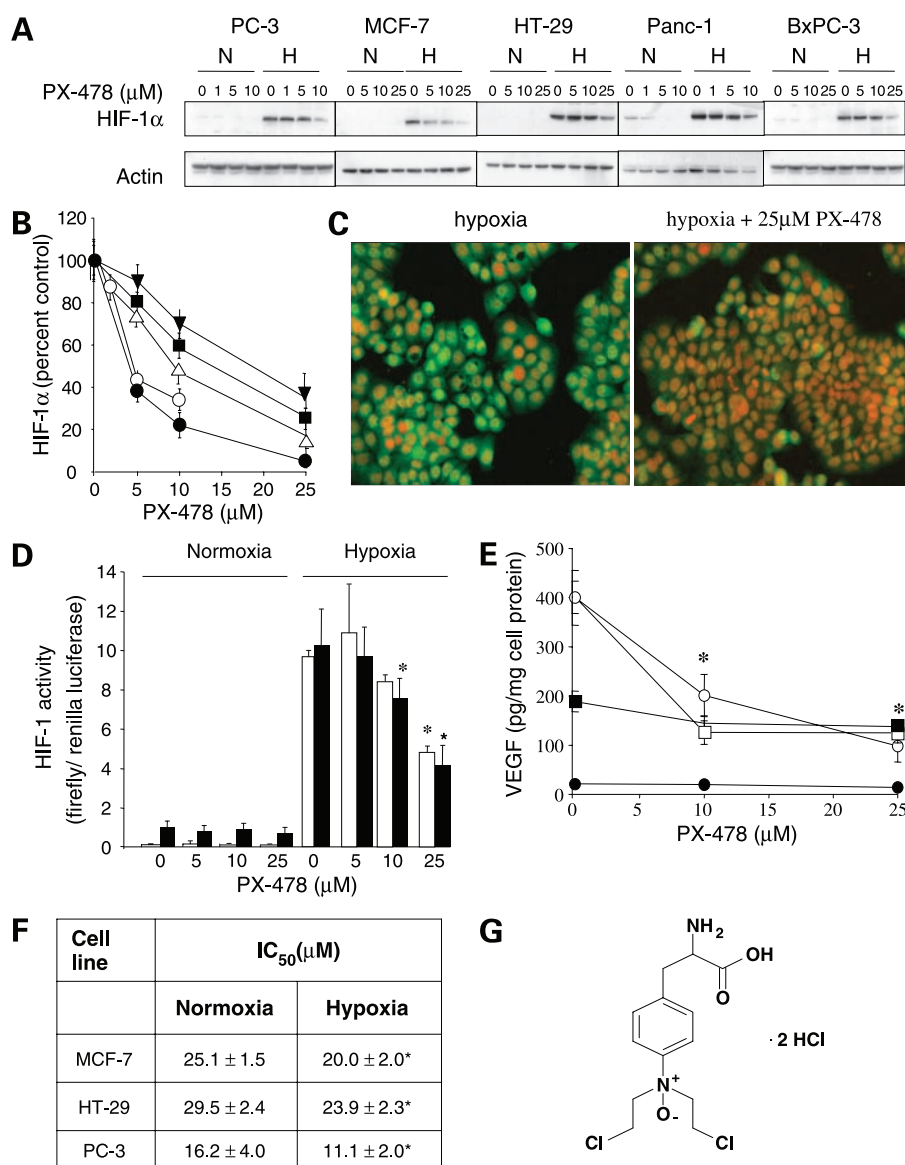 A
PC-3 MCF-7 HT-29 Panc-1 BxPC-3
N H N H N H N H N H
PX-478 (μM) 0 1 5 10 0 1 5 10 0 5 10 25 0 5 10 25 0 5 10 25 0 5 10 25 0 1 5 10 0 1 5 10 0 5 10 25 0 5 10 25
HIF-1α
Actin
B
HIF-1α (percent control)
120
100
80
60
40
20
0
0 5 10 15 20 25
PX-478 (μM)
C
hypoxia
hypoxia + 25μM PX-478
D
Normoxia Hypoxia
HIF-1 activity
(firefly/ renilla luciferase)
14
12
10
8
6
4
2
0
* * *
0 5 10 25 0 5 10 25
PX-478 (μM)
E
VEGF (pg/mg cell protein)
500
400
300
200
100
0
* *
0 5 10 15 20 25
PX-478 (μM)
F
Cell line IC50(μM)
Normoxia Hypoxia
MCF-7 25.1 ± 1.5 20.0 ± 2.0*
HT-29 29.5 ± 2.4 23.9 ± 2.3*
PC-3 16.2 ± 4.0 11.1 ± 2.0*
G
NH2
OH
O
· 2 HCl
N+
O-
Cl Cl